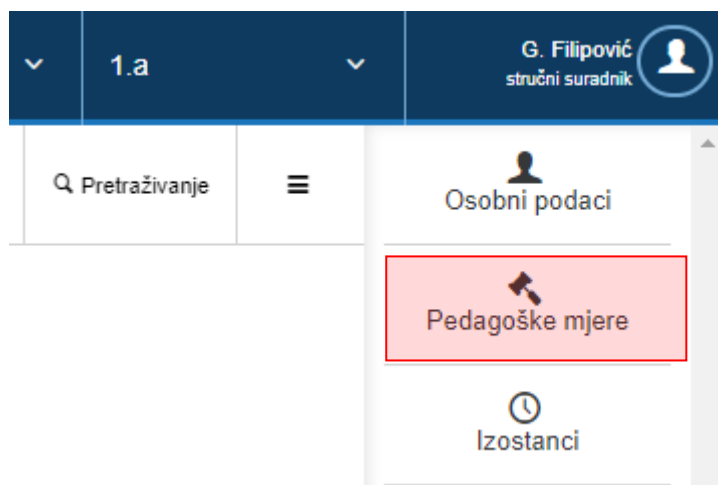 1.a
G. Filipović
stručni suradnik
Pretraživanje
Osobni podaci
Pedagoške mjere
Izostanci